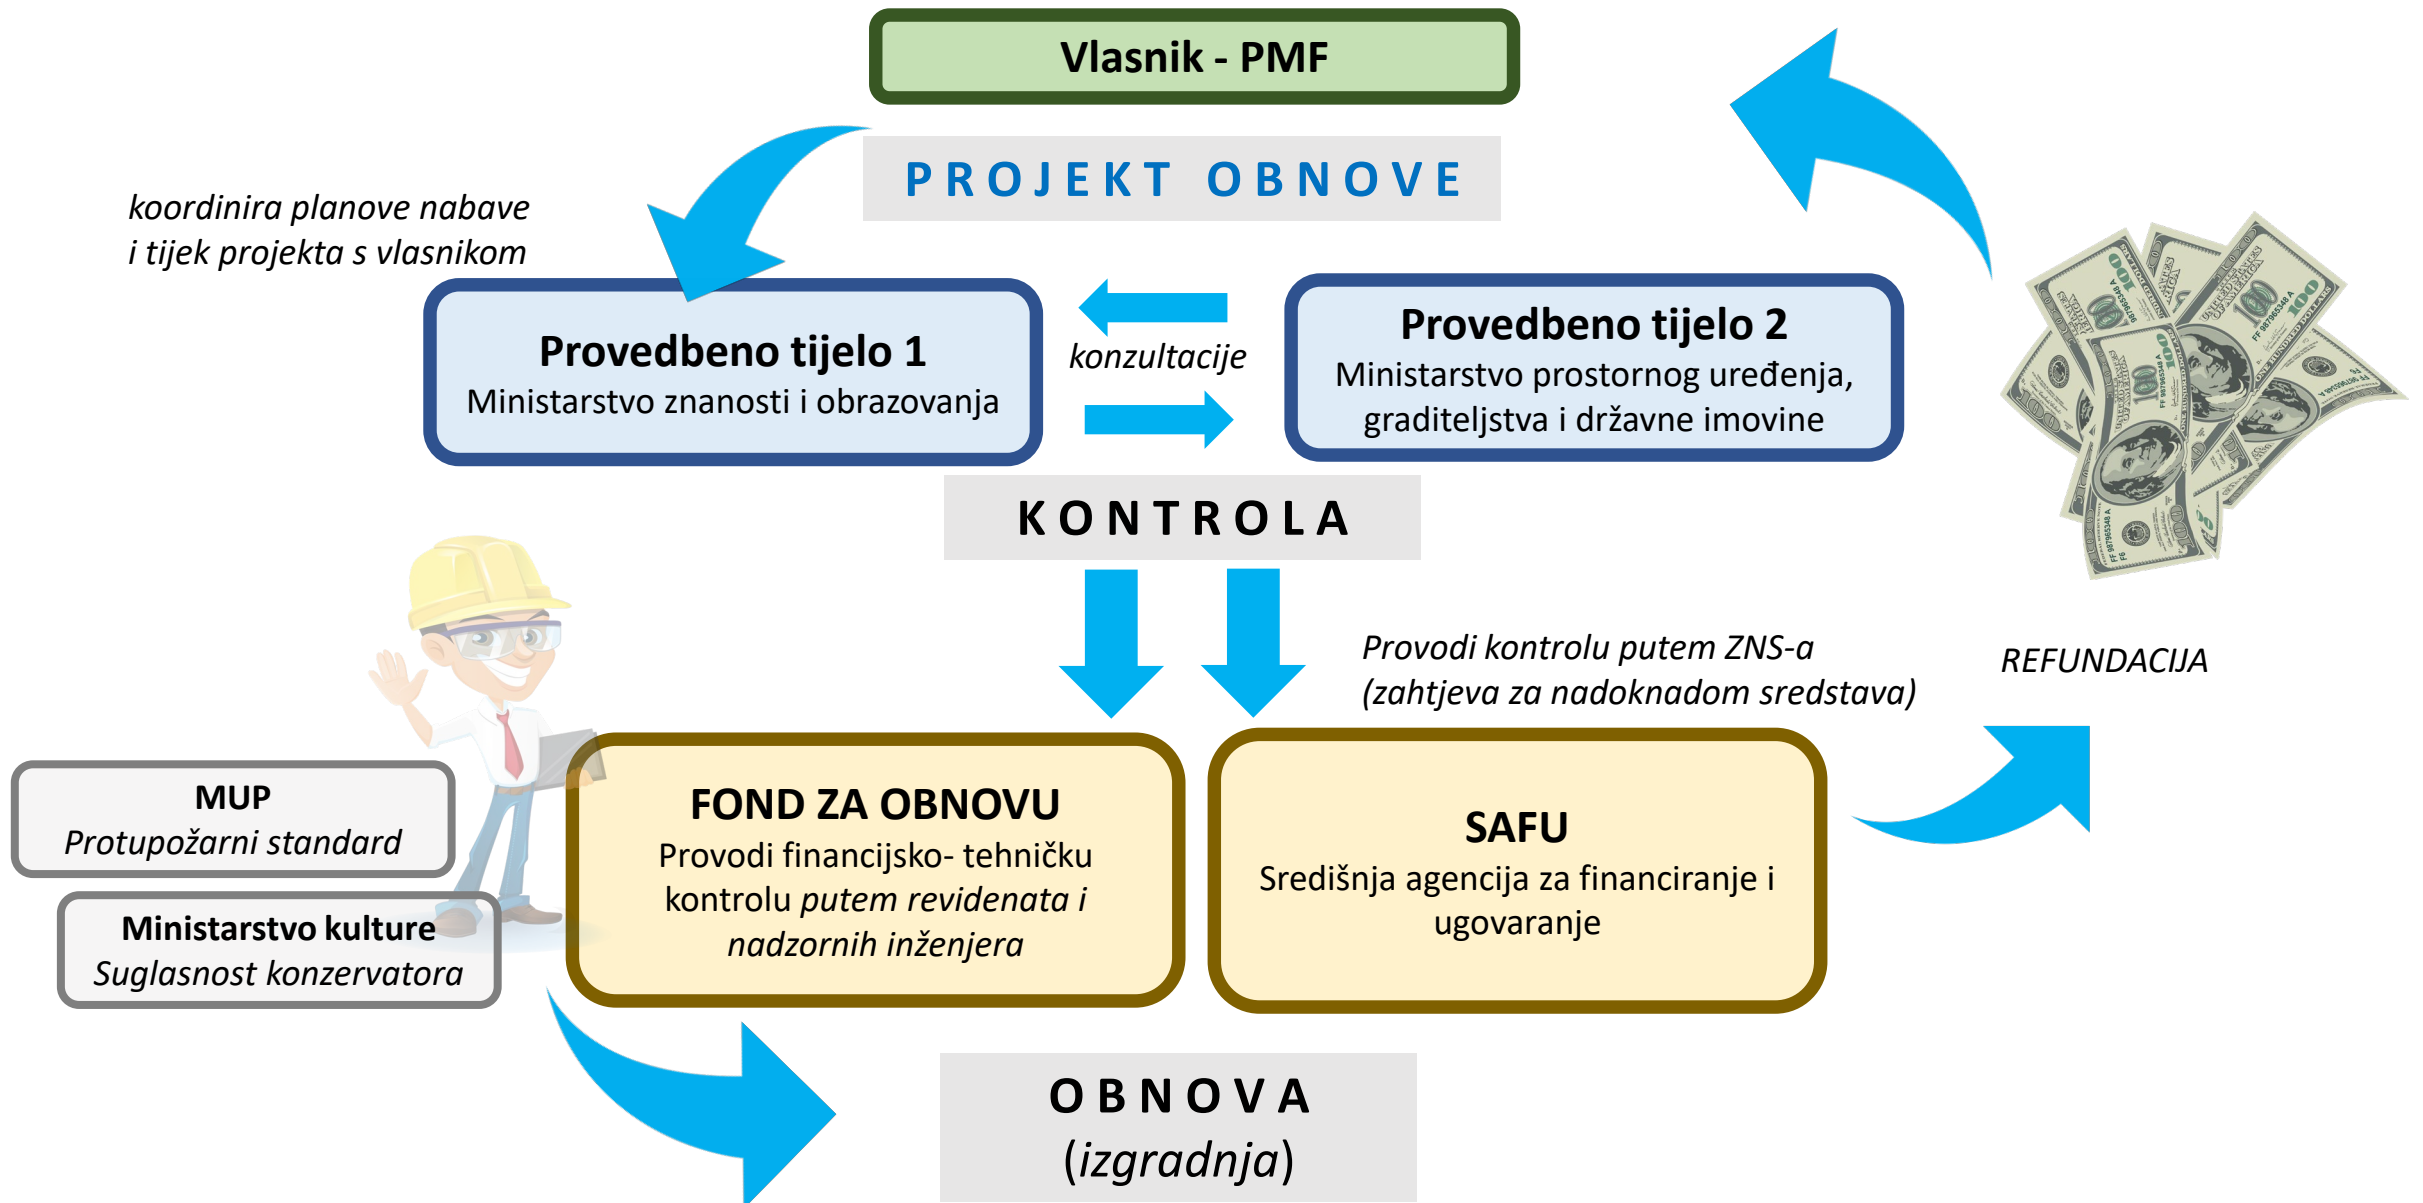 Vlasnik - PMF
PROJEKT OBNOVE
koordinira planove nabave
i tijek projekta s vlasnikom
Provedbeno tijelo 1
Ministarstvo znanosti i obrazovanja
konzultacije
Provedbeno tijelo 2
Ministarstvo prostornog uređenja,
graditeljstva i državne imovine
KONTROLA
Provodi kontrolu putem ZNS-a
(zahtjeva za nadoknadom sredstava)
REFUNDACIJA
MUP
Protupožarni standard
Ministarstvo kulture
Suglasnost konzervatora
FOND ZA OBNOVU
Provodi financijsko- tehničku
kontrolu putem revidenata i
nadzornih inženjera
SAFU
Središnja agencija za financiranje i
ugovaranje
OBNOVA
(izgradnja)